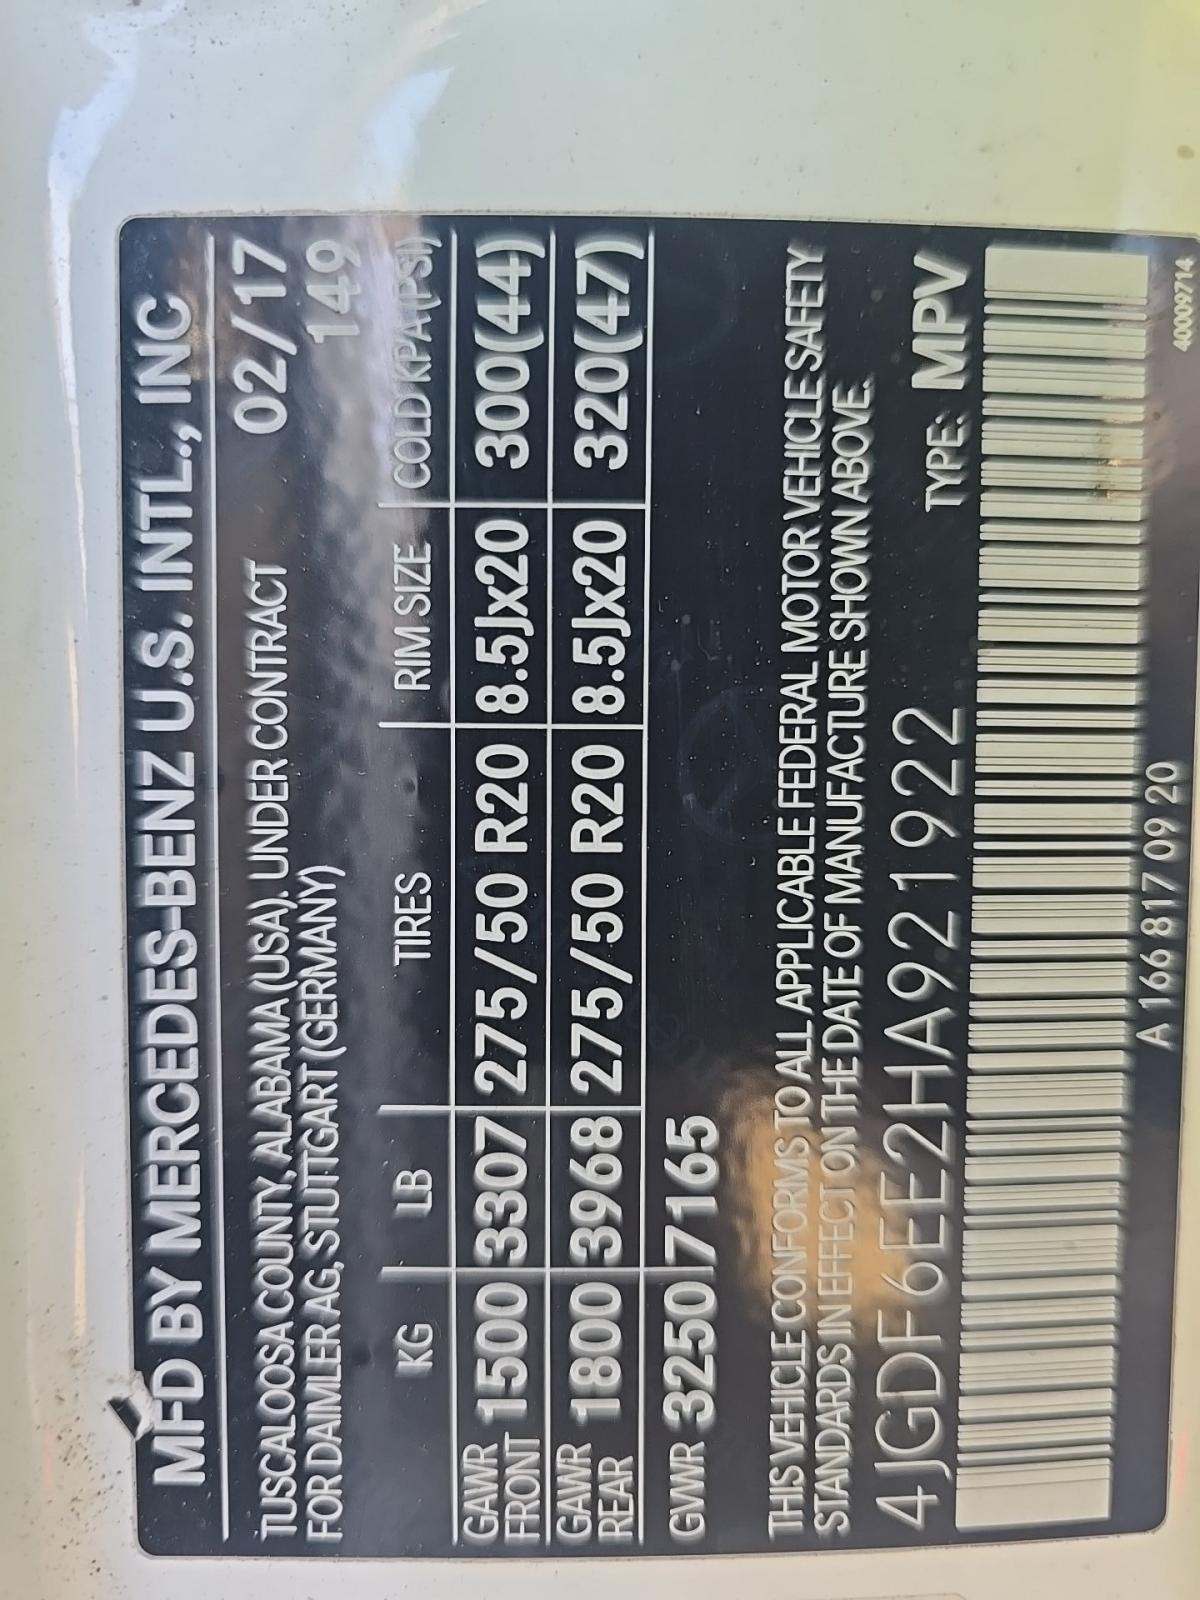 MFD BY MERCEDES-BENZ U.S. INTL., INC
TUSCALOOSA COUNTY, ALABAMA (USA). UNDER CONTRACT 02/17
FOR DAIMLER AG, STUTTGART (GERMANY) 149
KG LB TIRES RIM SIZE COLD KPA (PSI)
GAWR FRONT 1500 3307 275/50 R20 8.5Jx20 300(44)
GAWR REAR 1800 3968 275/50 R20 8.5Jx20 320(47)
GVWR 3250 7165
THIS VEHICLE CONFORMS TO ALL APPLICABLE FEDERAL MOTOR VEHICLE SAFETY
STANDARDS IN EFFECT ON THE DATE OF MANUFACTURE SHOWN ABOVE.
4JGDF6EE2HA921922 TYPE: MPV
A 166 817 09 20 40009714